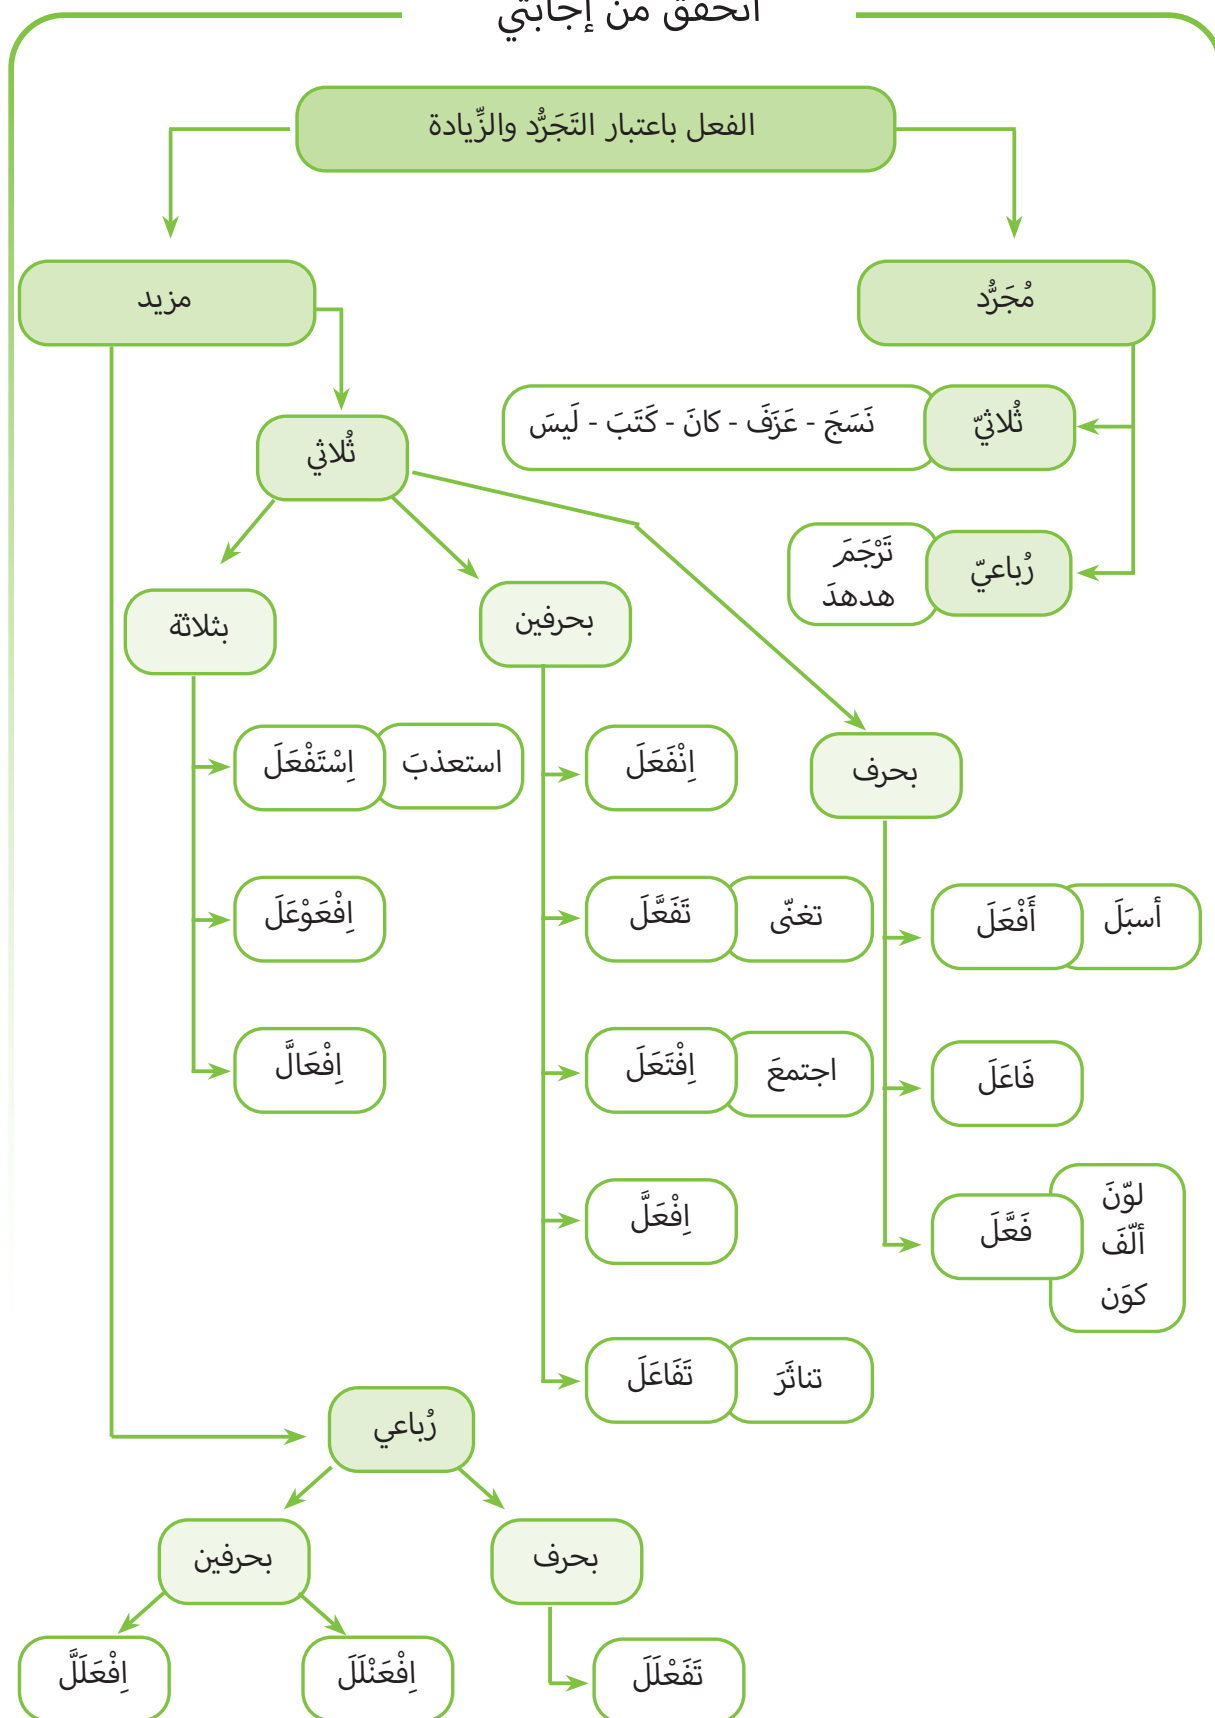 أتحقق من إجابتي
الفعل باعتبار التَجَرُّد والزِّيادة
مُجَرَّد
مزيد
ثُلاثيّ
نَسَجَ - عَزَفَ - كانَ - كَتَبَ - لَيسَ
رُباعيّ
تَرْجَمَ
هدهدَ
ثُلاثي
بحرف
أَفْعَلَ
أسبَلَ
فَاعَلَ
فَعَّلَ
لوّنَ
ألّفَ
كوَن
بحرفين
اِنْفَعَلَ
تَفَعَّلَ
تغنّى
اِفْتَعَلَ
اجتمعَ
اِفْعَلَّ
تَفَاعَلَ
تناثَرَ
بثلاثة
اِسْتَفْعَلَ
استعذبَ
اِفْعَوْعَلَ
اِفْعَالَّ
رُباعي
بحرف
تَفَعْلَلَ
بحرفين
اِفْعَنْلَلَ
اِفْعَلَلَّ